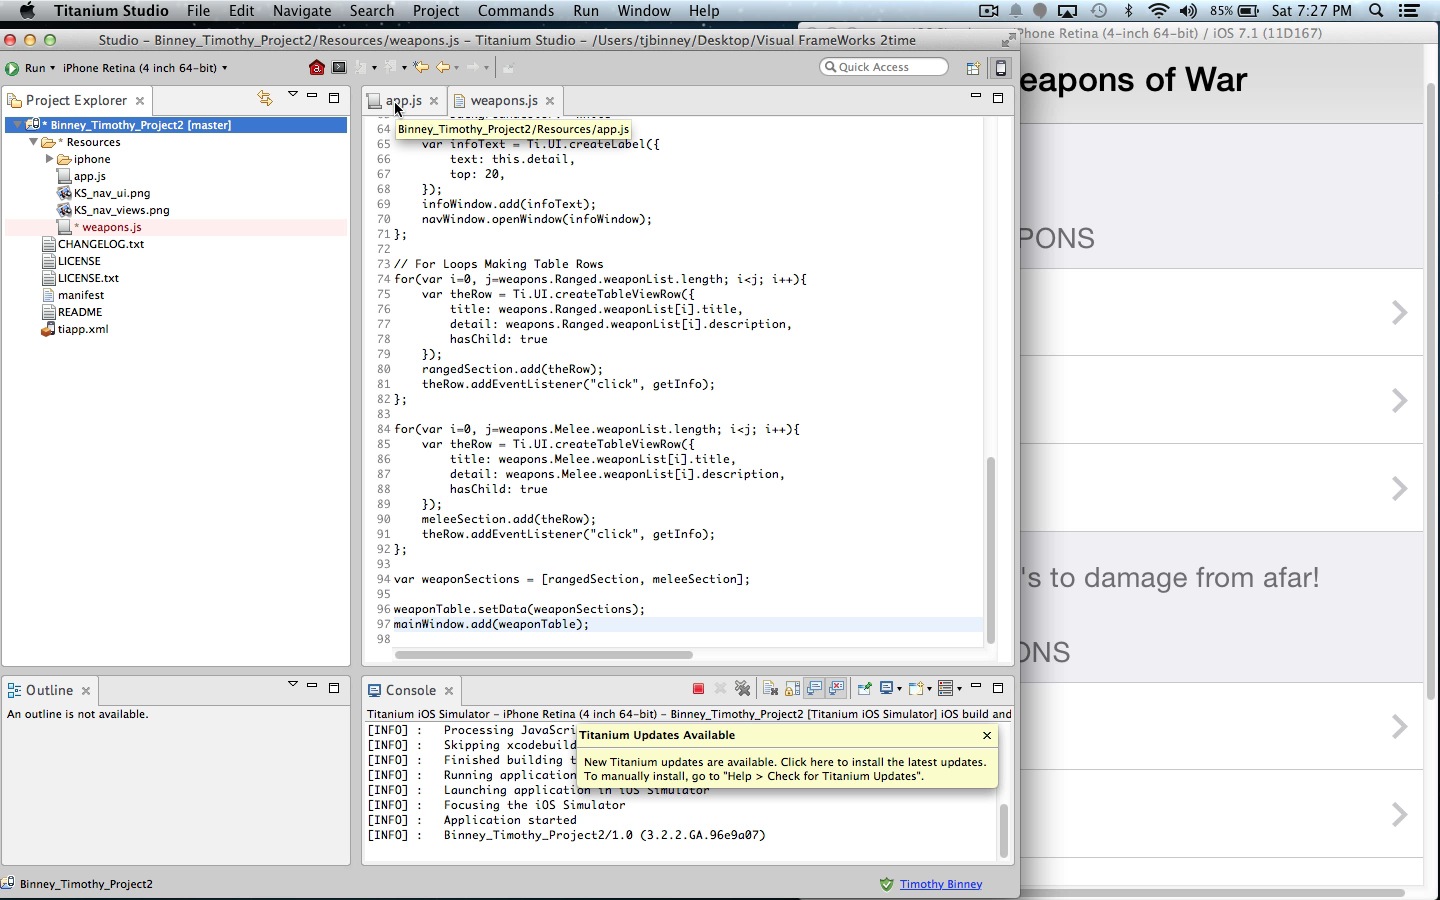 Titanium Studio File Edit Navigate Search Project Commands Run Window Help 85% Sat 7:27 PM
Studio – Binney_Timothy_Project2/Resources/weapons.js – Titanium Studio – /Users/tjbinney/Desktop/Visual FrameWorks 2time
Phone Retina (4-inch 64-bit) / iOS 7.1 (11D167)
Run iPhone Retina (4 inch 64-bit) Quick Access
eapons of War
Project Explorer
app.js weapons.js
Binney_Timothy_Project2/Resources/app.js
* Binney_Timothy_Project2 [master]
* Resources
iphone
app.js
KS_nav_ui.png
KS_nav_views.png
* weapons.js
CHANGELOG.txt
LICENSE
LICENSE.txt
manifest
README
tiapp.xml
64
65 var infoText = Ti.UI.createLabel({
66 text: this.detail,
67 top: 20,
68 });
69 infoWindow.add(infoText);
70 navWindow.openWindow(infoWindow);
71 };
72
73 // For Loops Making Table Rows
74 for(var i=0, j=weapons.Ranged.weaponList.length; i<j; i++){
75 var theRow = Ti.UI.createTableViewRow({
76 title: weapons.Ranged.weaponList[i].title,
77 detail: weapons.Ranged.weaponList[i].description,
78 hasChild: true
79 });
80 rangedSection.add(theRow);
81 theRow.addEventListener("click", getInfo);
82 };
83
84 for(var i=0, j=weapons.Melee.weaponList.length; i<j; i++){
85 var theRow = Ti.UI.createTableViewRow({
86 title: weapons.Melee.weaponList[i].title,
87 detail: weapons.Melee.weaponList[i].description,
88 hasChild: true
89 });
90 meleeSection.add(theRow);
91 theRow.addEventListener("click", getInfo);
92 };
93
94 var weaponSections = [rangedSection, meleeSection];
95
96 weaponTable.setData(weaponSections);
97 mainWindow.add(weaponTable);
98
PONS
's to damage from afar!
ONS
Outline
An outline is not available.
Console
Titanium iOS Simulator – iPhone Retina (4 inch 64-bit) – Binney_Timothy_Project2 [Titanium iOS Simulator] iOS build and
[INFO] : Processing JavaScri
[INFO] : Skipping xcodebuild
[INFO] : Finished building t
[INFO] : Running application
[INFO] : Launching application in iOS Simulator
[INFO] : Focusing the iOS Simulator
[INFO] : Application started
[INFO] : Binney_Timothy_Project2/1.0 (3.2.2.GA.96e9a07)
Titanium Updates Available
New Titanium updates are available. Click here to install the latest updates.
To manually install, go to "Help > Check for Titanium Updates".
Binney_Timothy_Project2
Timothy Binney